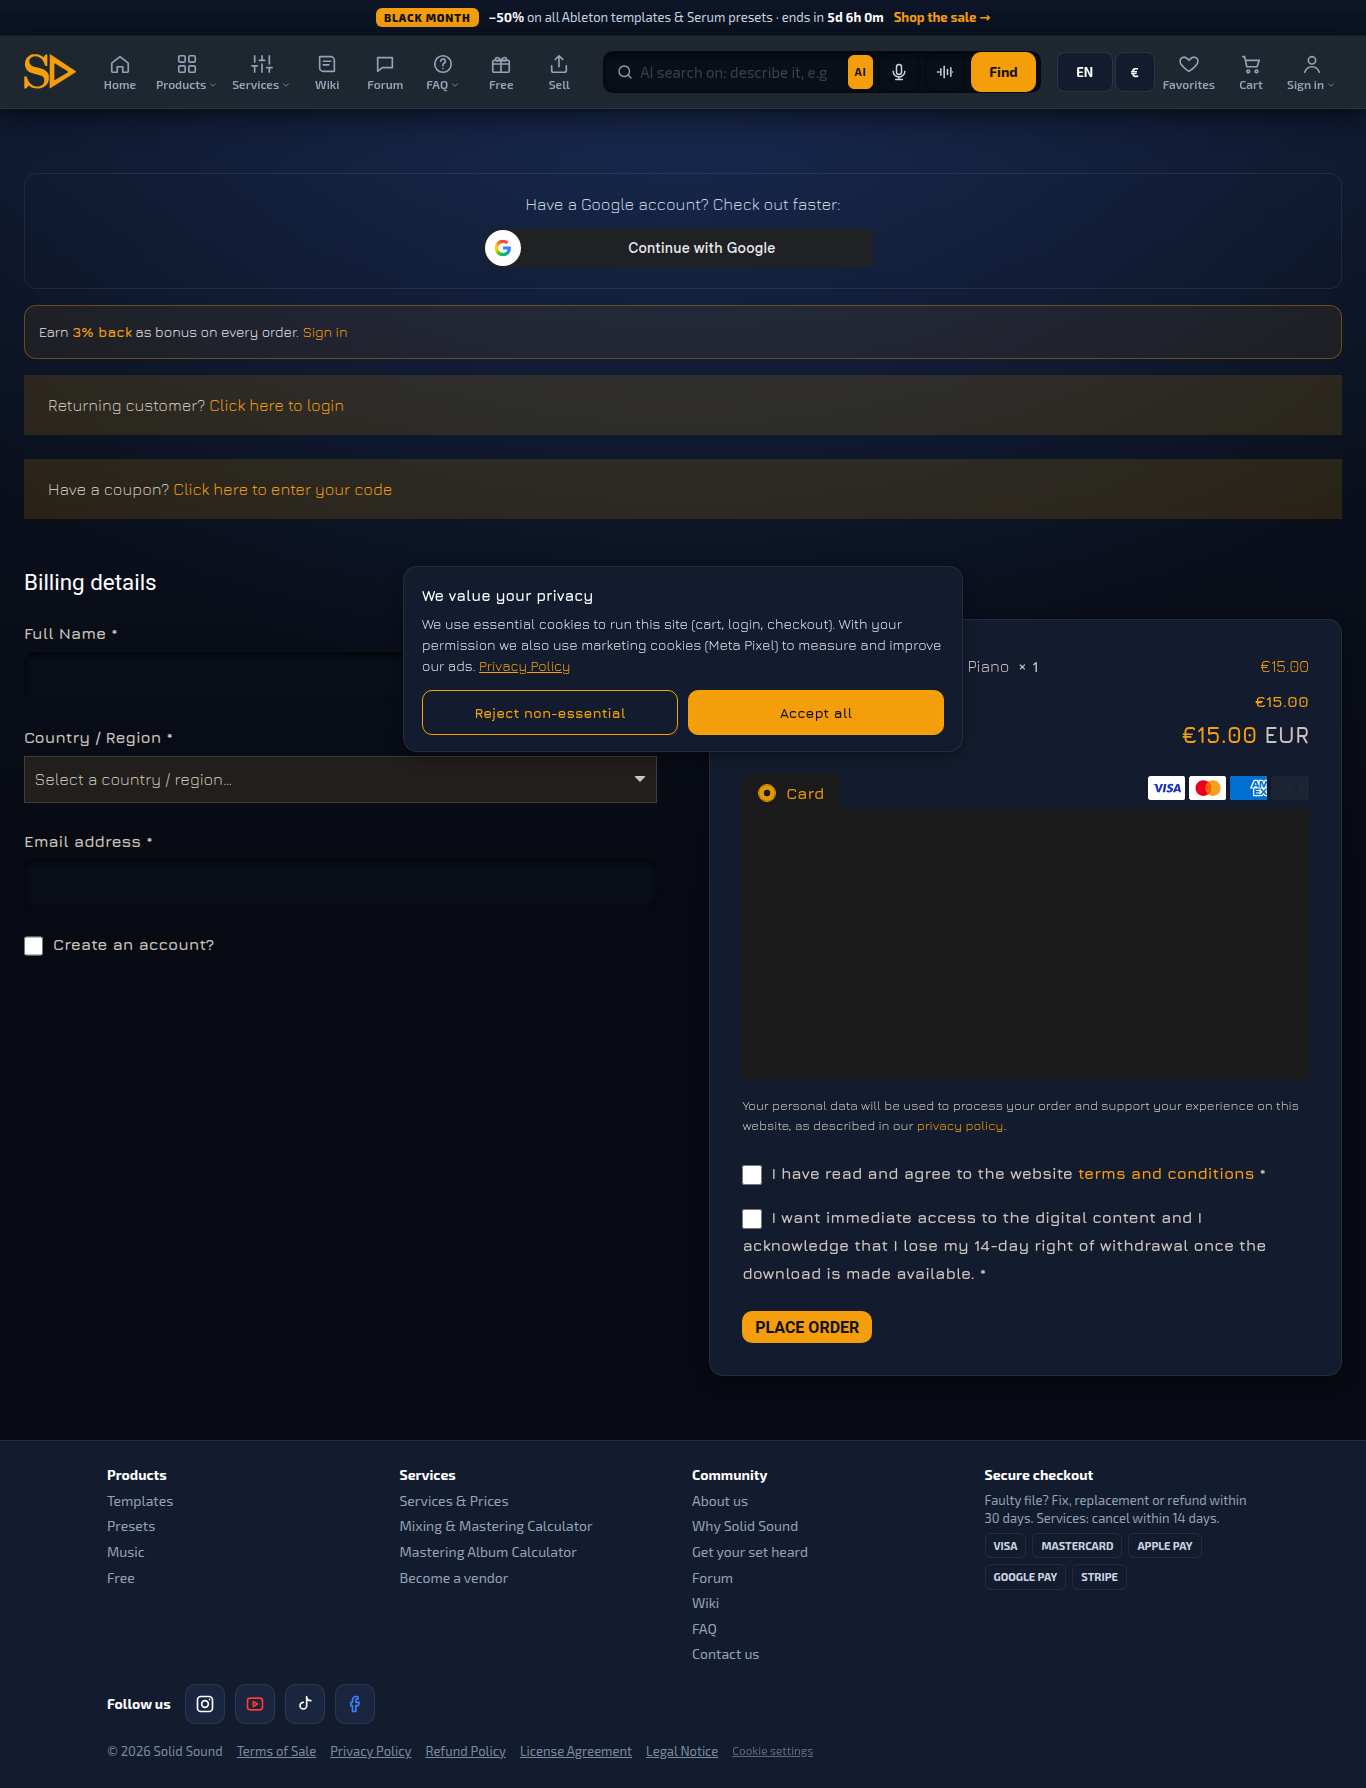 BLACK MONTH −50% on all Ableton templates & Serum presets · ends in 5d 6h 0m Shop the sale →
SD
Home Products Services Wiki Forum FAQ Free Sell
AI search on: describe it, e.g AI Find EN € Favorites Cart Sign in
Have a Google account? Check out faster:
Continue with Google
Earn 3% back as bonus on every order. Sign in
Returning customer? Click here to login
Have a coupon? Click here to enter your code
Billing details
Full Name *
Country / Region *
Select a country / region...
Email address *
Create an account?
We value your privacy
We use essential cookies to run this site (cart, login, checkout). With your
permission we also use marketing cookies (Meta Pixel) to measure and improve
our ads. Privacy Policy
Reject non-essential Accept all
Piano × 1 €15.00
€15.00
€15.00 EUR
Card VISA AM EX
Your personal data will be used to process your order and support your experience on this
website, as described in our privacy policy.
I have read and agree to the website terms and conditions *
I want immediate access to the digital content and I
acknowledge that I lose my 14-day right of withdrawal once the
download is made available. *
PLACE ORDER
Products
Templates
Presets
Music
Free
Services
Services & Prices
Mixing & Mastering Calculator
Mastering Album Calculator
Become a vendor
Community
About us
Why Solid Sound
Get your set heard
Forum
Wiki
FAQ
Contact us
Secure checkout
Faulty file? Fix, replacement or refund within
30 days. Services: cancel within 14 days.
VISA MASTERCARD APPLE PAY
GOOGLE PAY STRIPE
Follow us
© 2026 Solid Sound Terms of Sale Privacy Policy Refund Policy License Agreement Legal Notice Cookie settings